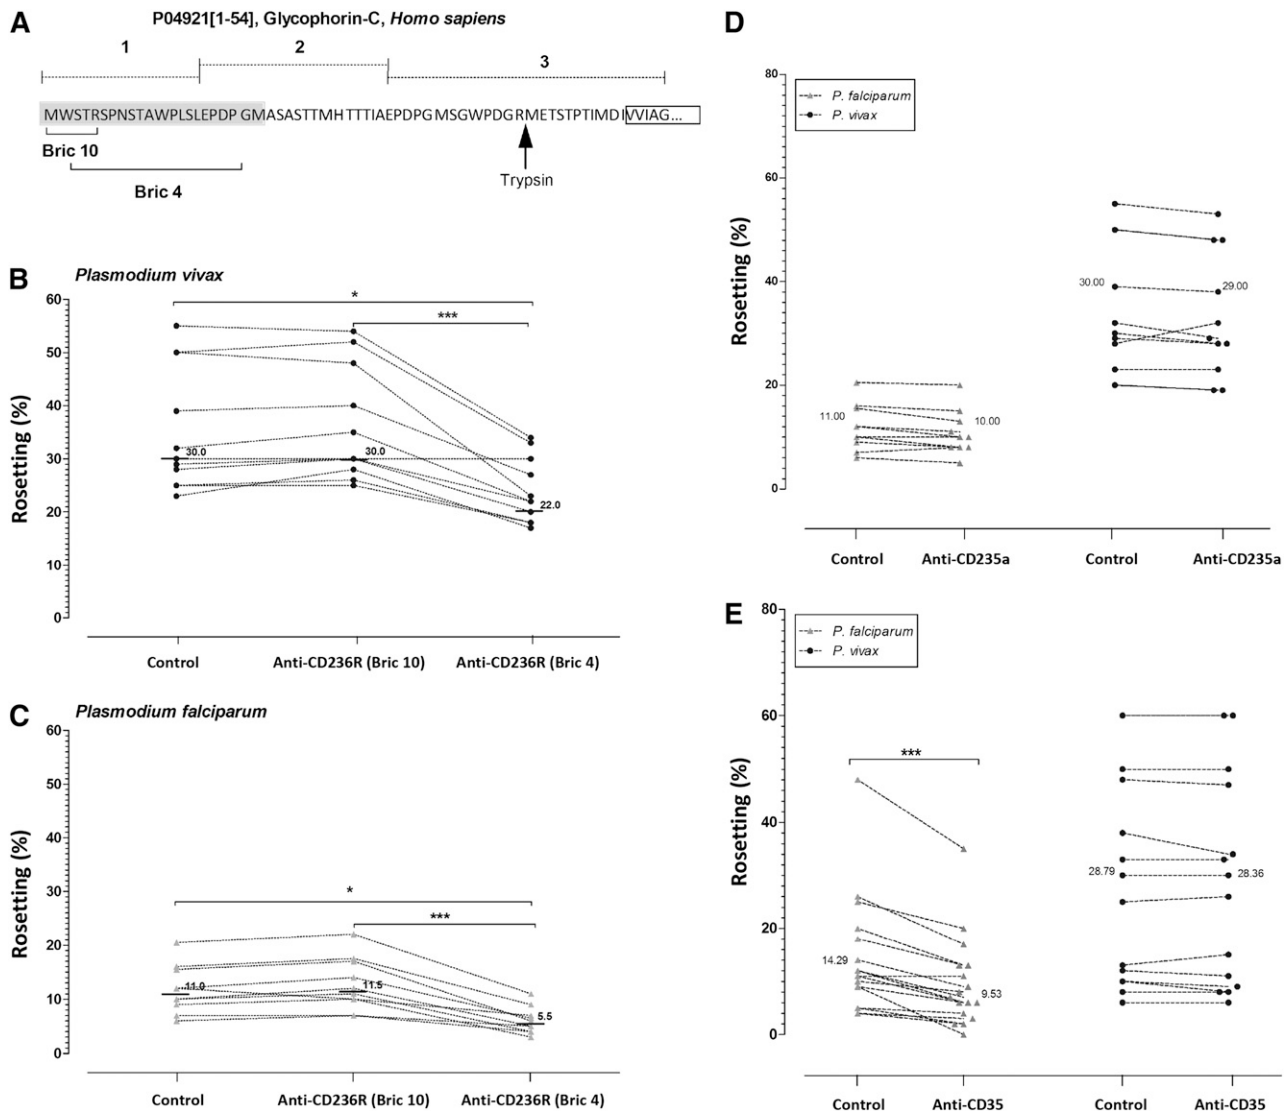 A
P04921[1-54], Glycophorin-C, Homo sapiens
1
2
3
MWSTRSPNSTAWPLSLEPDP GMASASTTMHTTTIAEPDPGMSGWPDGRMETSTPTIMDIVVIAG...
Bric 10
Bric 4
Trypsin
B
Plasmodium vivax
Rosetting (%)
60
50
40
30
20
10
0
*
***
30.0
30.0
22.0
Control
Anti-CD236R (Bric 10)
Anti-CD236R (Bric 4)
C
Plasmodium falciparum
Rosetting (%)
60
50
40
30
20
10
0
*
***
11.0
11.5
5.5
Control
Anti-CD236R (Bric 10)
Anti-CD236R (Bric 4)
D
Rosetting (%)
80
60
40
20
0
P. falciparum
P. vivax
11.00
10.00
30.00
29.00
Control
Anti-CD235a
Control
Anti-CD235a
E
Rosetting (%)
80
60
40
20
0
P. falciparum
P. vivax
***
14.29
9.53
28.79
28.36
Control
Anti-CD35
Control
Anti-CD35